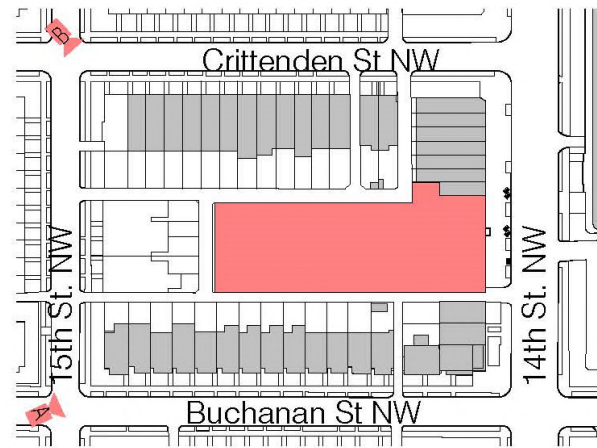 B
Crittenden St NW
15th St. NW
14th St. NW
A
Buchanan St NW